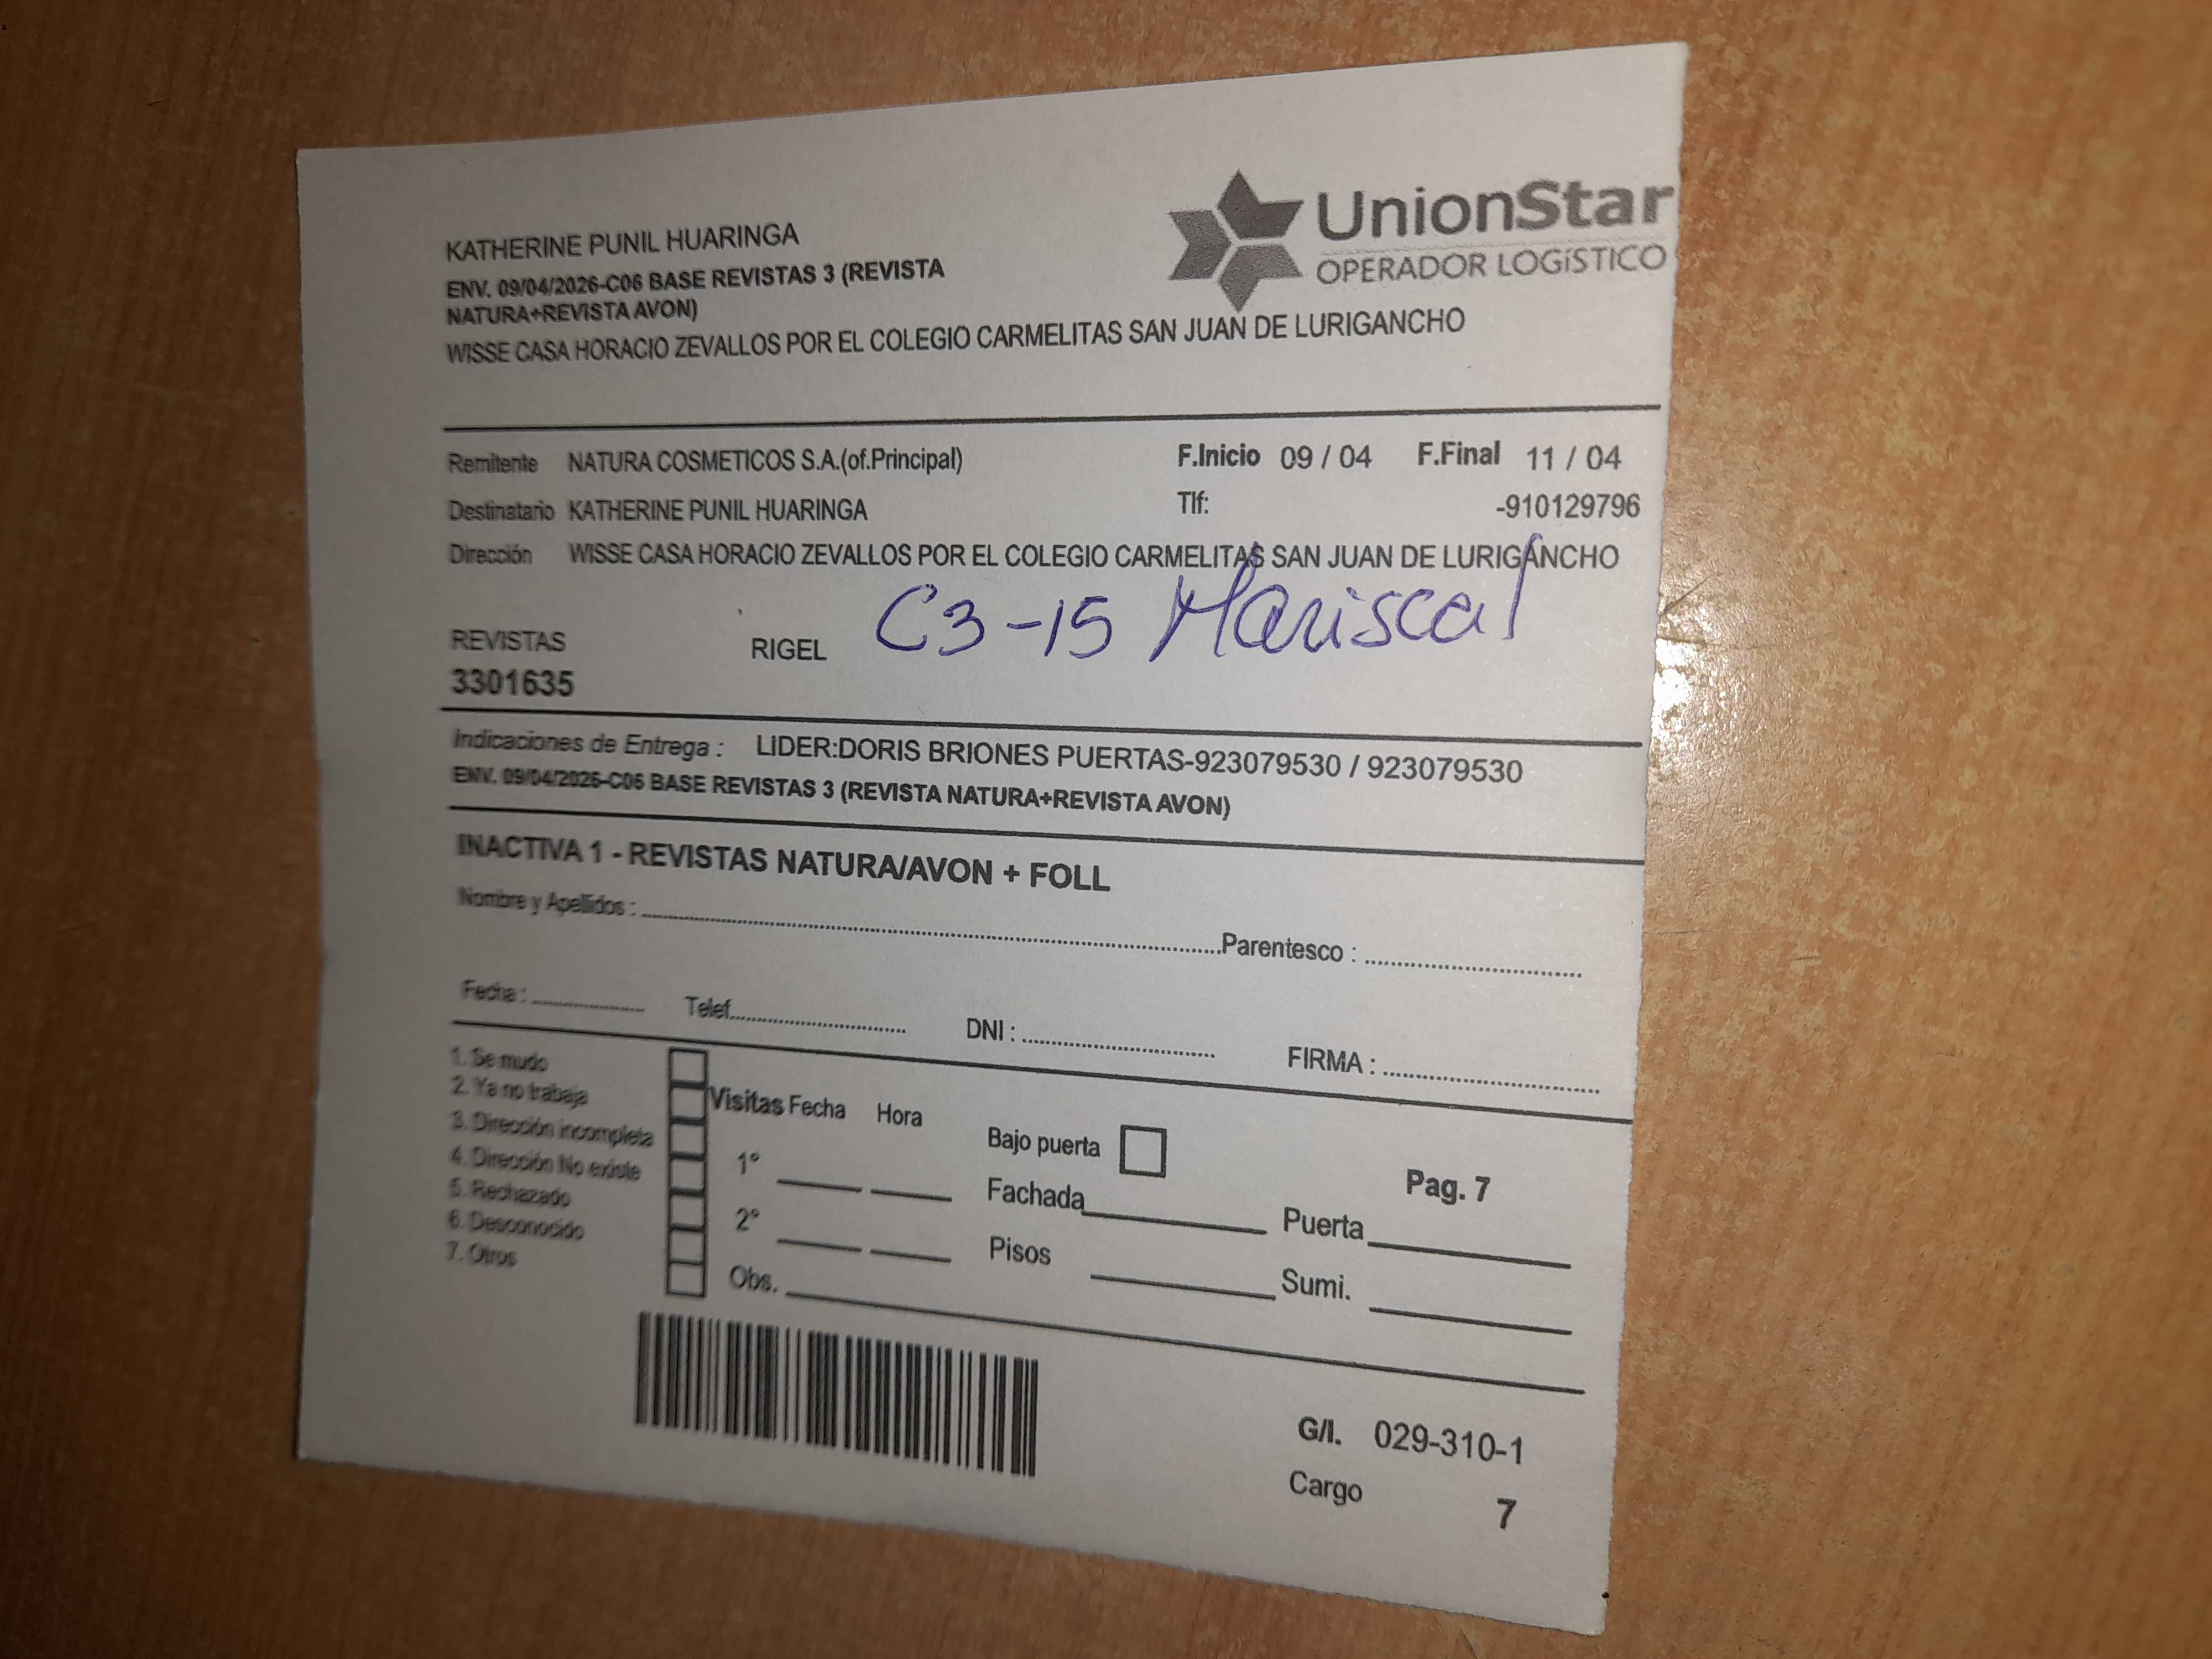 UnionStar
OPERADOR LOGíSTICO
KATHERINE PUNIL HUARINGA
ENV. 09/04/2026-C06 BASE REVISTAS 3 (REVISTA
NATURA+REVISTA AVON)
WISSE CASA HORACIO ZEVALLOS POR EL COLEGIO CARMELITAS SAN JUAN DE LURIGANCHO
Remitente NATURA COSMETICOS S.A.(of.Principal) F.Inicio 09 / 04 F.Final 11 / 04
Destinatario KATHERINE PUNIL HUARINGA Tlf: -910129796
Dirección WISSE CASA HORACIO ZEVALLOS POR EL COLEGIO CARMELITAS SAN JUAN DE LURIGANCHO
C3-15 Mariscal
REVISTAS RIGEL
3301635
Indicaciones de Entrega : LIDER:DORIS BRIONES PUERTAS-923079530 / 923079530
ENV. 09/04/2026-C06 BASE REVISTAS 3 (REVISTA NATURA+REVISTA AVON)
INACTIVA 1 - REVISTAS NATURA/AVON + FOLL
Nombre y Apellidos : Parentesco :
Fecha : Telef. DNI : FIRMA :
1. Se mudo
2. Ya no trabaja
3. Dirección incompleta
4. Dirección No existe
5. Rechazado
6. Desconocido
7. Otros
Visitas Fecha Hora
1°
2°
Obs.
Bajo puerta
Fachada Puerta
Pisos Sumi.
Pag. 7
G/I. 029-310-1
Cargo 7